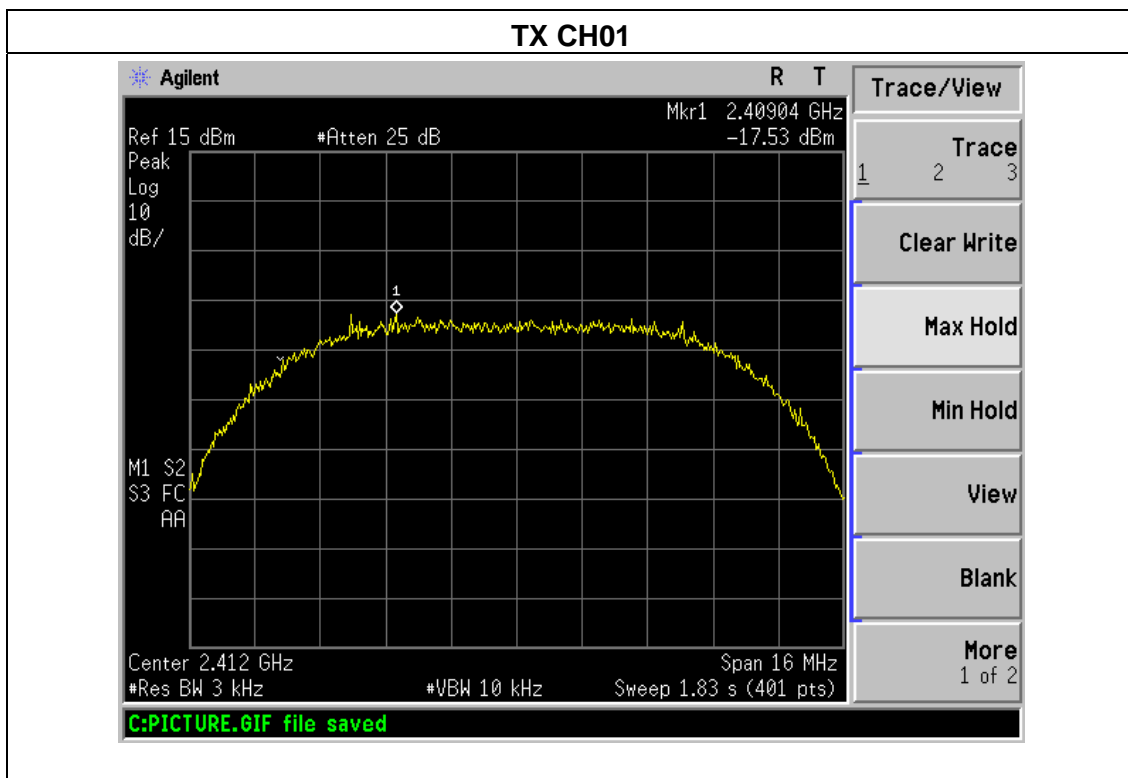 TX CH01
Agilent R T
Mkr1 2.40904 GHz
Ref 15 dBm #Atten 25 dB -17.53 dBm
Peak
Log
10
dB/
1
M1 S2
S3 FC
AA
Center 2.412 GHz Span 16 MHz
#Res BW 3 kHz #VBW 10 kHz Sweep 1.83 s (401 pts)
C:PICTURE.GIF file saved
Trace/View
Trace
1 2 3
Clear Write
Max Hold
Min Hold
View
Blank
More
1 of 2